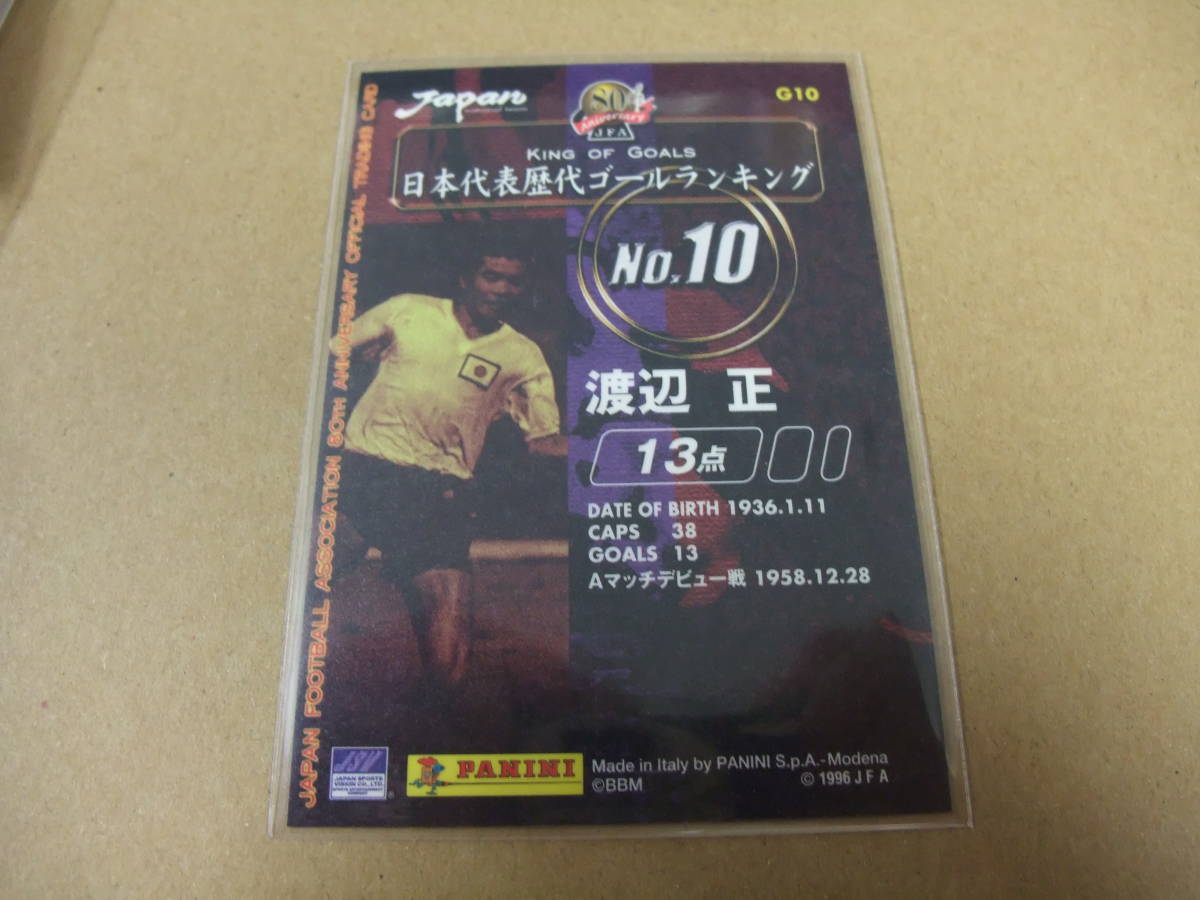 Japan
G10
80
Aniversary
JFA
KING OF GOALS
日本代表歴代ゴールランキング
No.10
渡辺 正
13点
DATE OF BIRTH 1936.1.11
CAPS 38
GOALS 13
Aマッチデビュー戦 1958.12.28
JAPAN FOOTBALL ASSOCIATION 80TH ANNIVERSARY OFFICIAL TRADING CARD
JSV
JAPAN SPORTS
VISION CO., LTD.
PANINI
Made in Italy by PANINI S.p.A.-Modena
©BBM © 1996 J F A